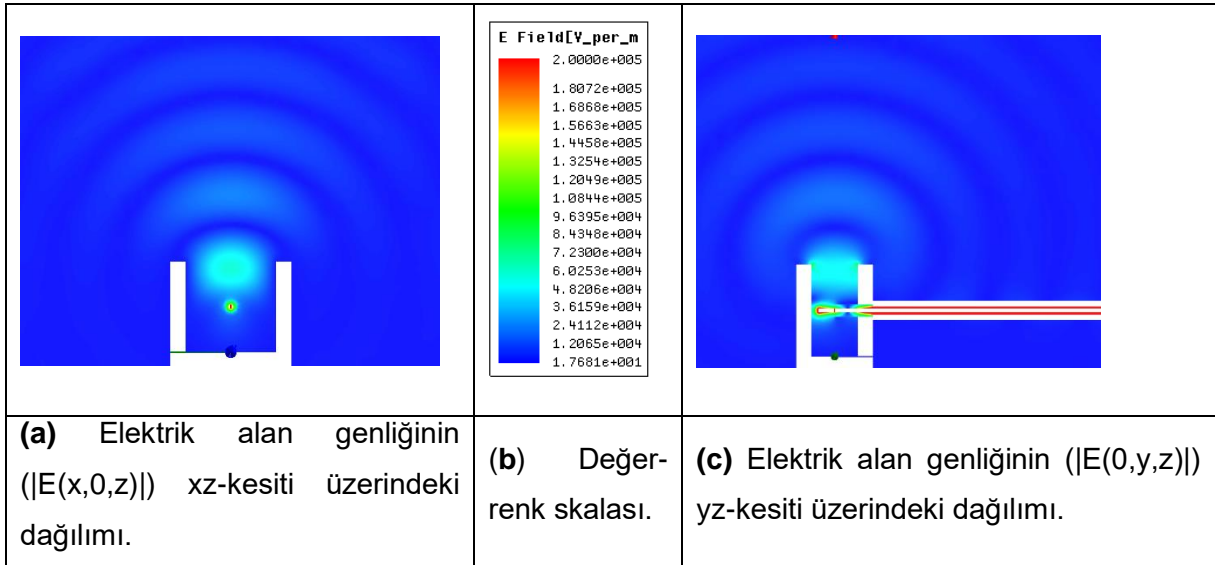 E Field[V_per_m
2.0000e+005
1.8072e+005
1.6868e+005
1.5663e+005
1.4458e+005
1.3254e+005
1.2049e+005
1.0844e+005
9.6395e+004
8.4348e+004
7.2300e+004
6.0253e+004
4.8206e+004
3.6159e+004
2.4112e+004
1.2065e+004
1.7681e+001
(a) Elektrik alan genliğinin
(|E(x,0,z)|) xz-kesiti üzerindeki
dağılımı.
(b) Değer-
renk skalası.
(c) Elektrik alan genliğinin (|E(0,y,z)|)
yz-kesiti üzerindeki dağılımı.